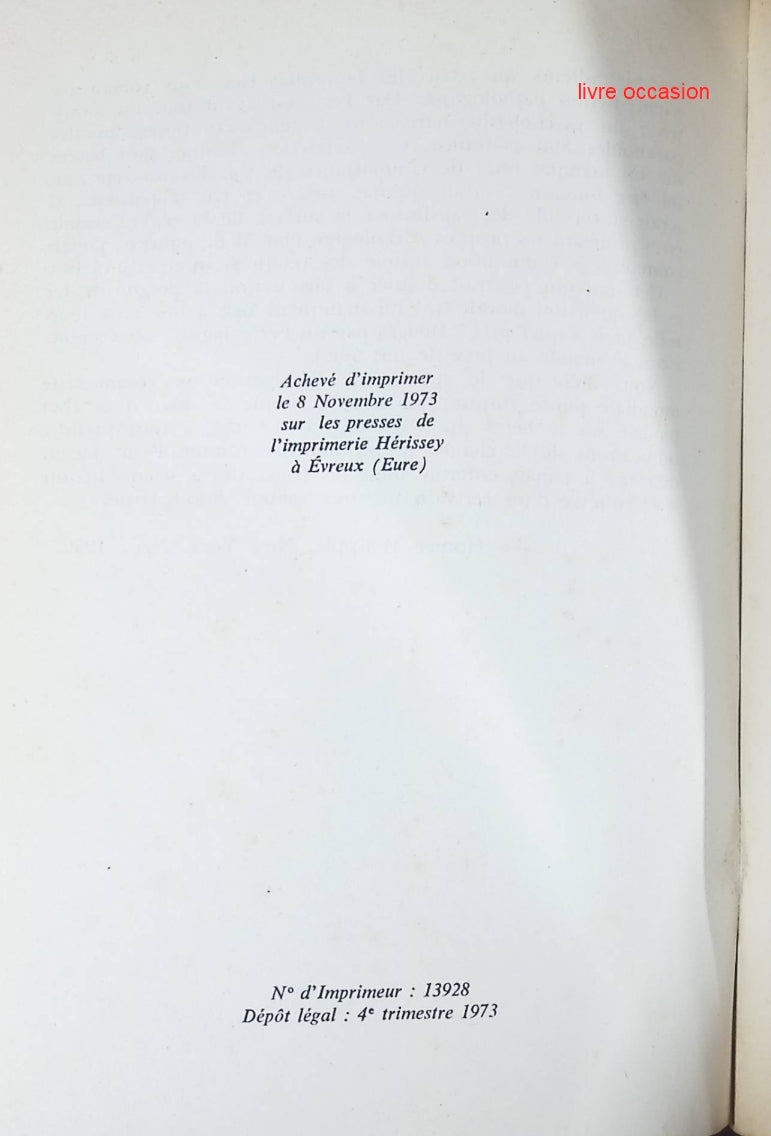 livre occasion
Achevé d'imprimer
le 8 Novembre 1973
sur les presses de
l'imprimerie Hérissey
à Évreux (Eure)
N° d'Imprimeur : 13928
Dépôt légal : 4e trimestre 1973